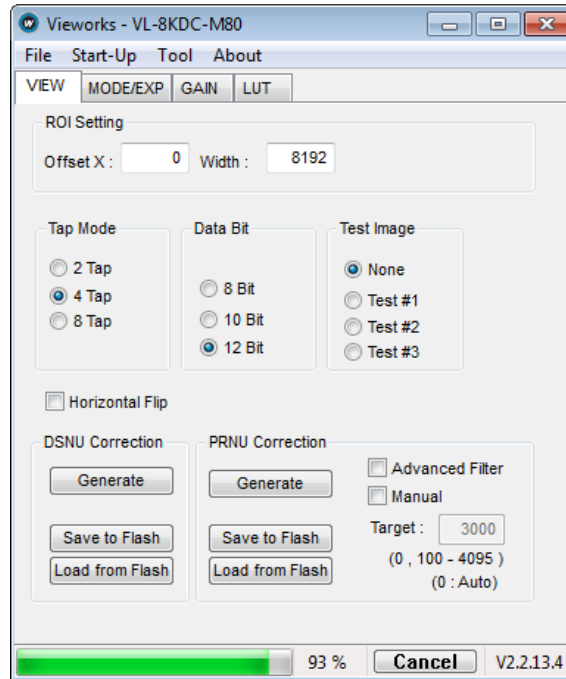 Vieworks - VL-8KDC-M80
File Start-Up Tool About
VIEW MODE/EXP GAIN LUT
ROI Setting
Offset X : 0 Width : 8192
Tap Mode Data Bit Test Image
2 Tap
4 Tap
8 Tap
8 Bit
10 Bit
12 Bit
None
Test #1
Test #2
Test #3
Horizontal Flip
DSNU Correction
Generate
Save to Flash
Load from Flash
PRNU Correction
Generate
Save to Flash
Load from Flash
Advanced Filter
Manual
Target : 3000
(0 , 100 - 4095 )
(0 : Auto)
93 % Cancel V2.2.13.4